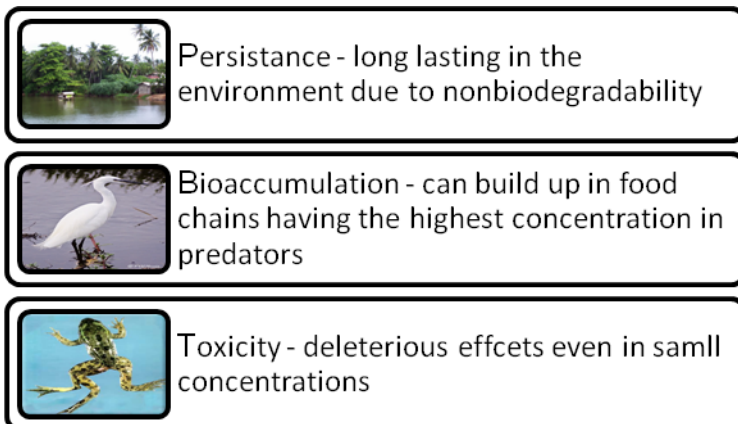 Persistance - long lasting in the
environment due to nonbiodegradability
Bioaccumulation - can build up in food
chains having the highest concentration in
predators
Toxicity - deleterious effcets even in samll
concentrations